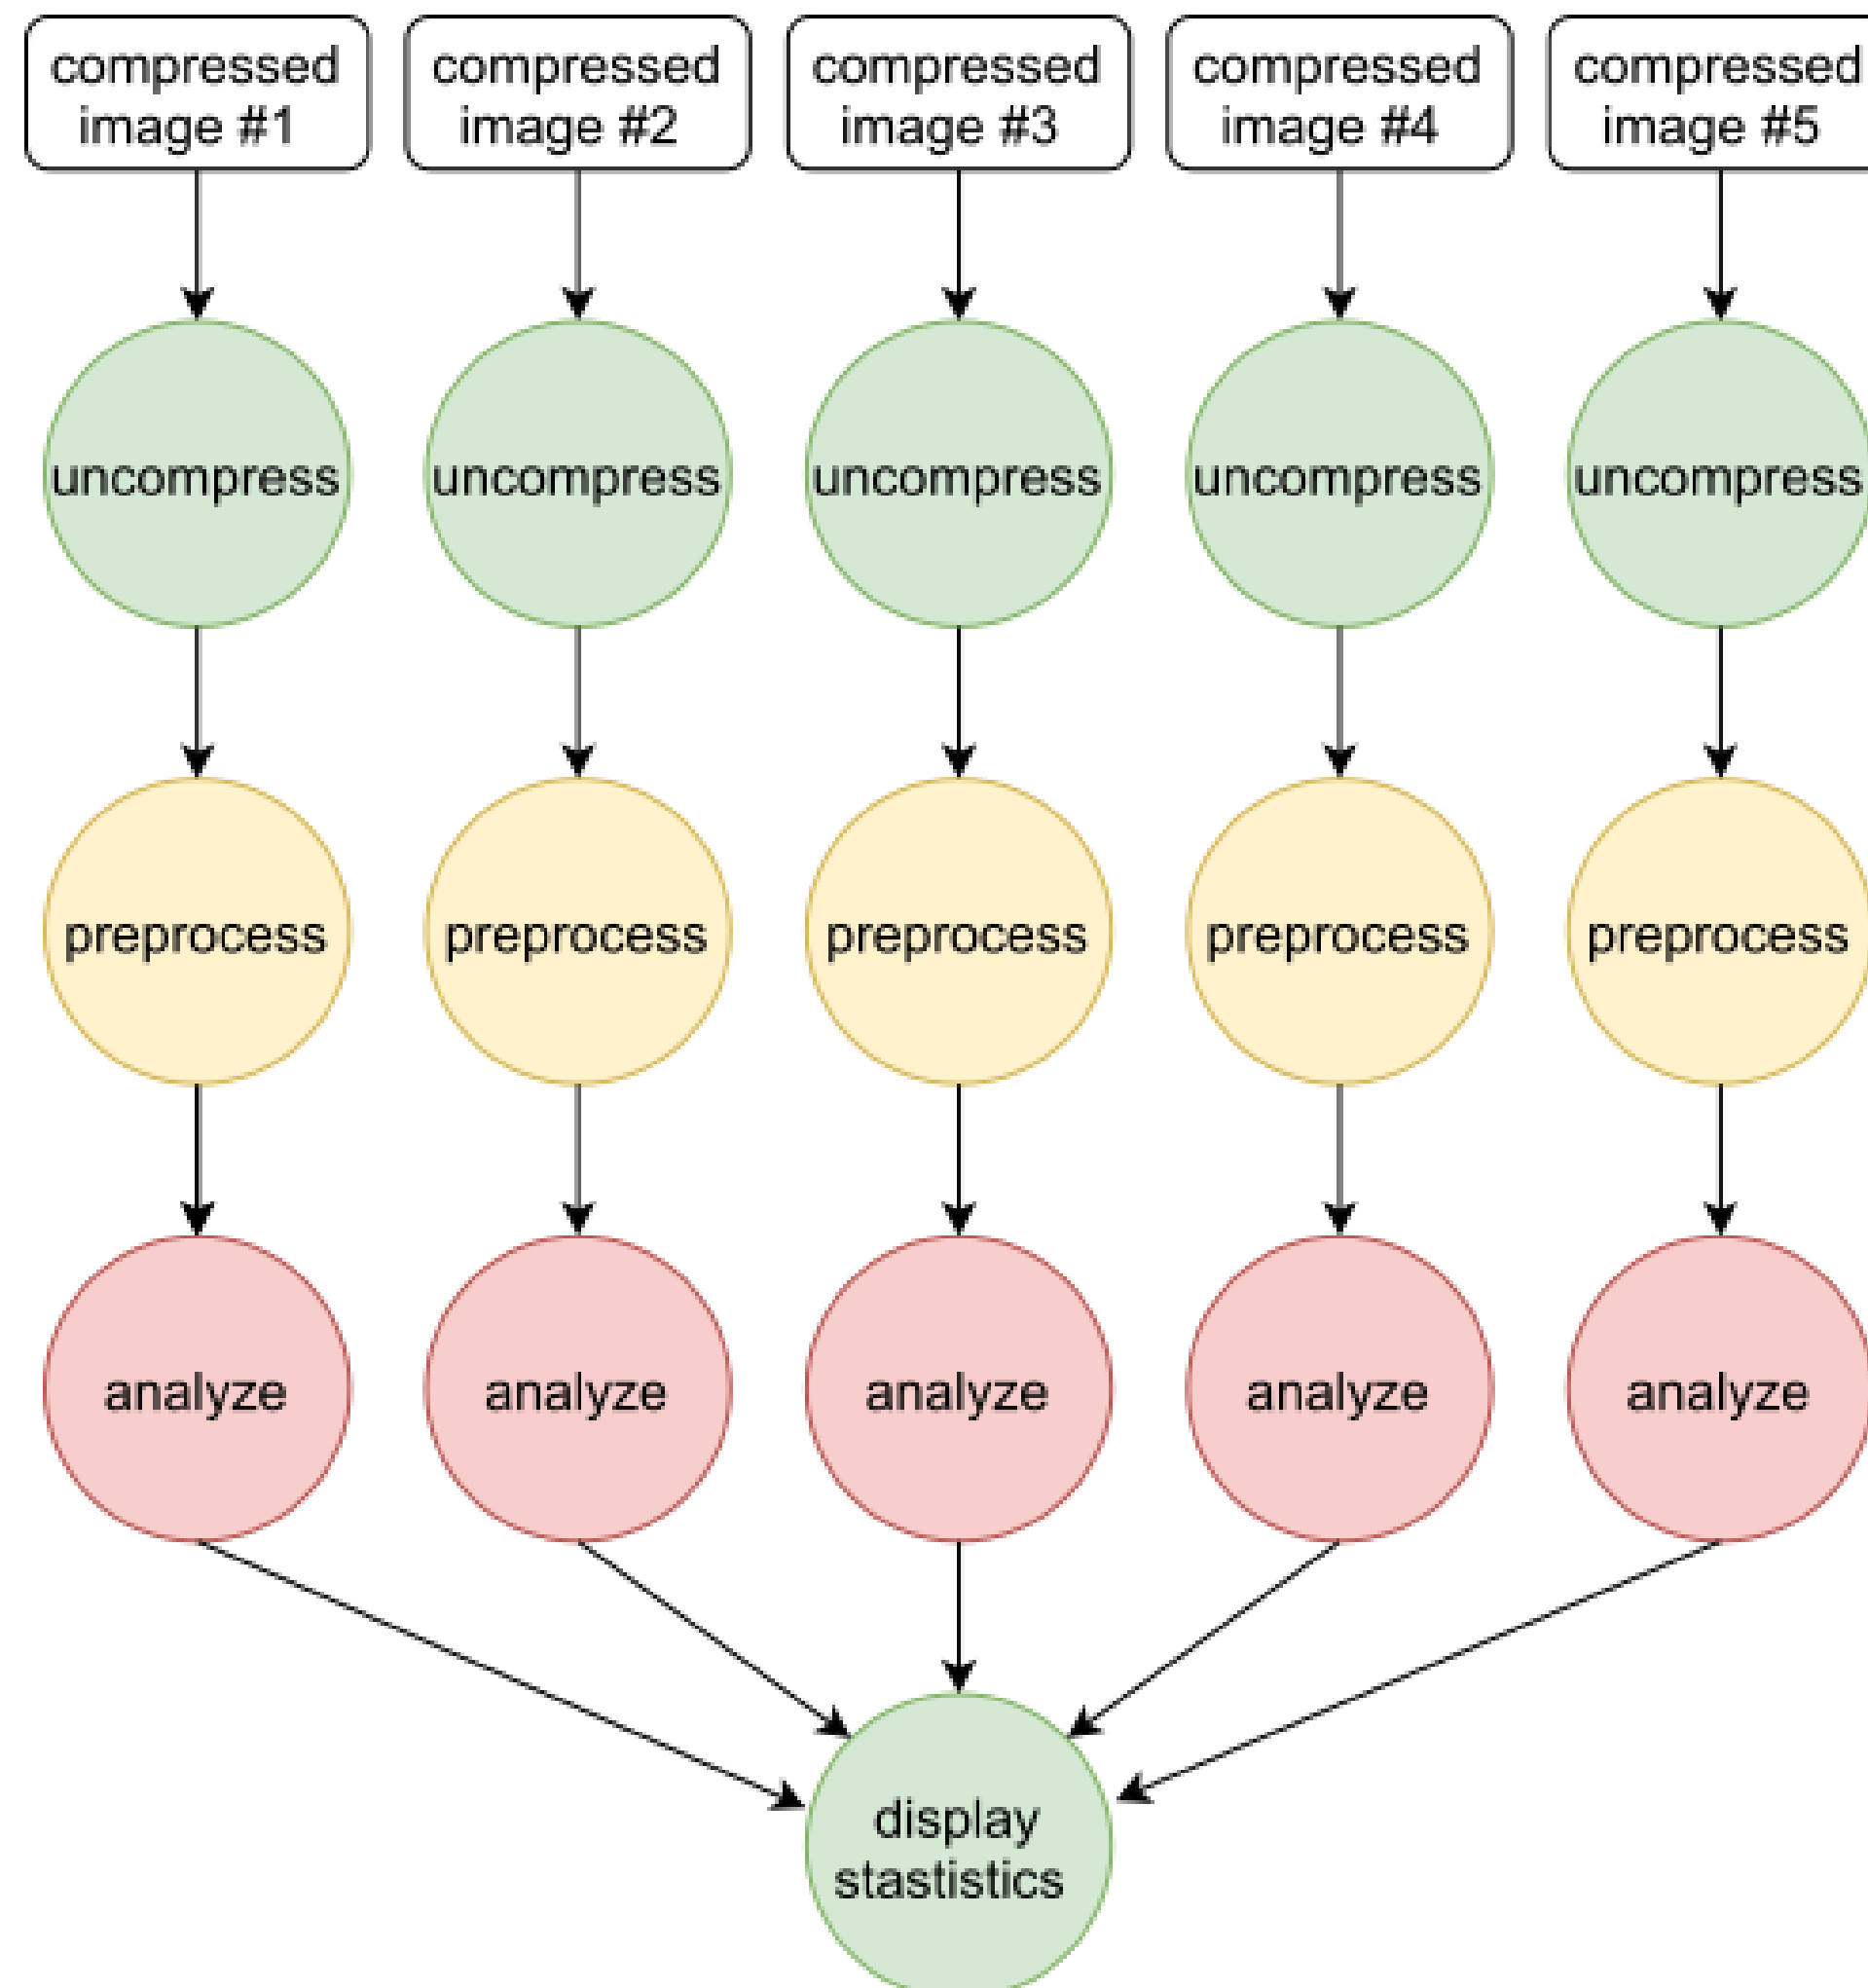 compressed
image #1
compressed
image #2
compressed
image #3
compressed
image #4
compressed
image #5
uncompress
uncompress
uncompress
uncompress
uncompress
preprocess
preprocess
preprocess
preprocess
preprocess
analyze
analyze
analyze
analyze
analyze
display
stastistics